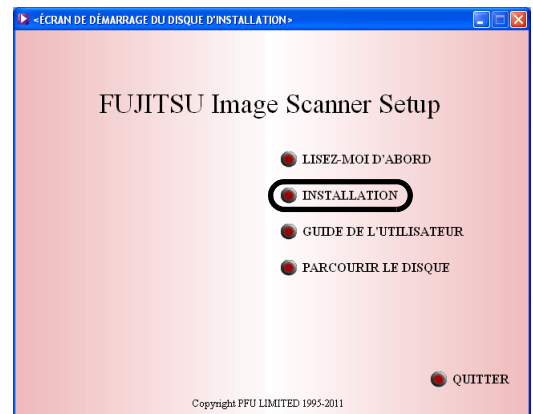 <ÉCRAN DE DÉMARRAGE DU DISQUE D'INSTALLATION>
FUJITSU Image Scanner Setup
LISEZ-MOI D'ABORD
INSTALLATION
GUIDE DE L'UTILISATEUR
PARCOURIR LE DISQUE
QUITTER
Copyright PFU LIMITED 1995-2011